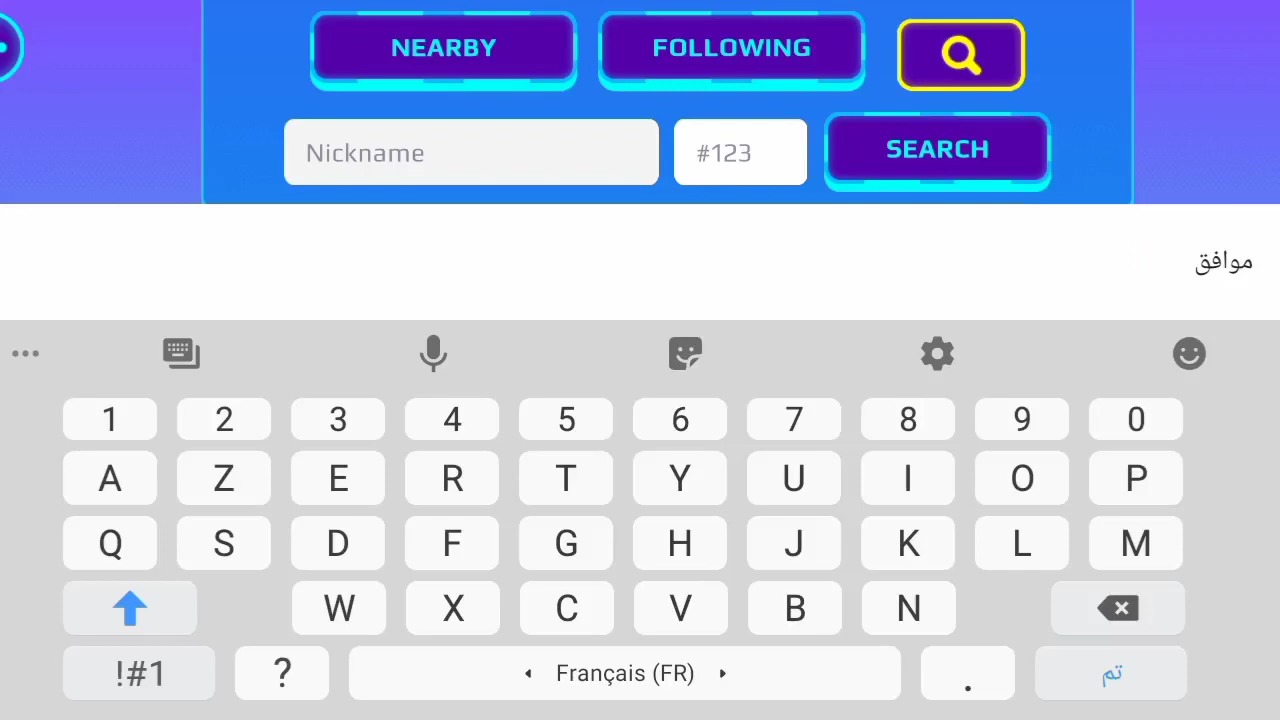 NEARBY FOLLOWING
Nickname #123 SEARCH
موافق
1 2 3 4 5 6 7 8 9 0
A Z E R T Y U I O P
Q S D F G H J K L M
W X C V B N
!#1 ? Français (FR) . تم